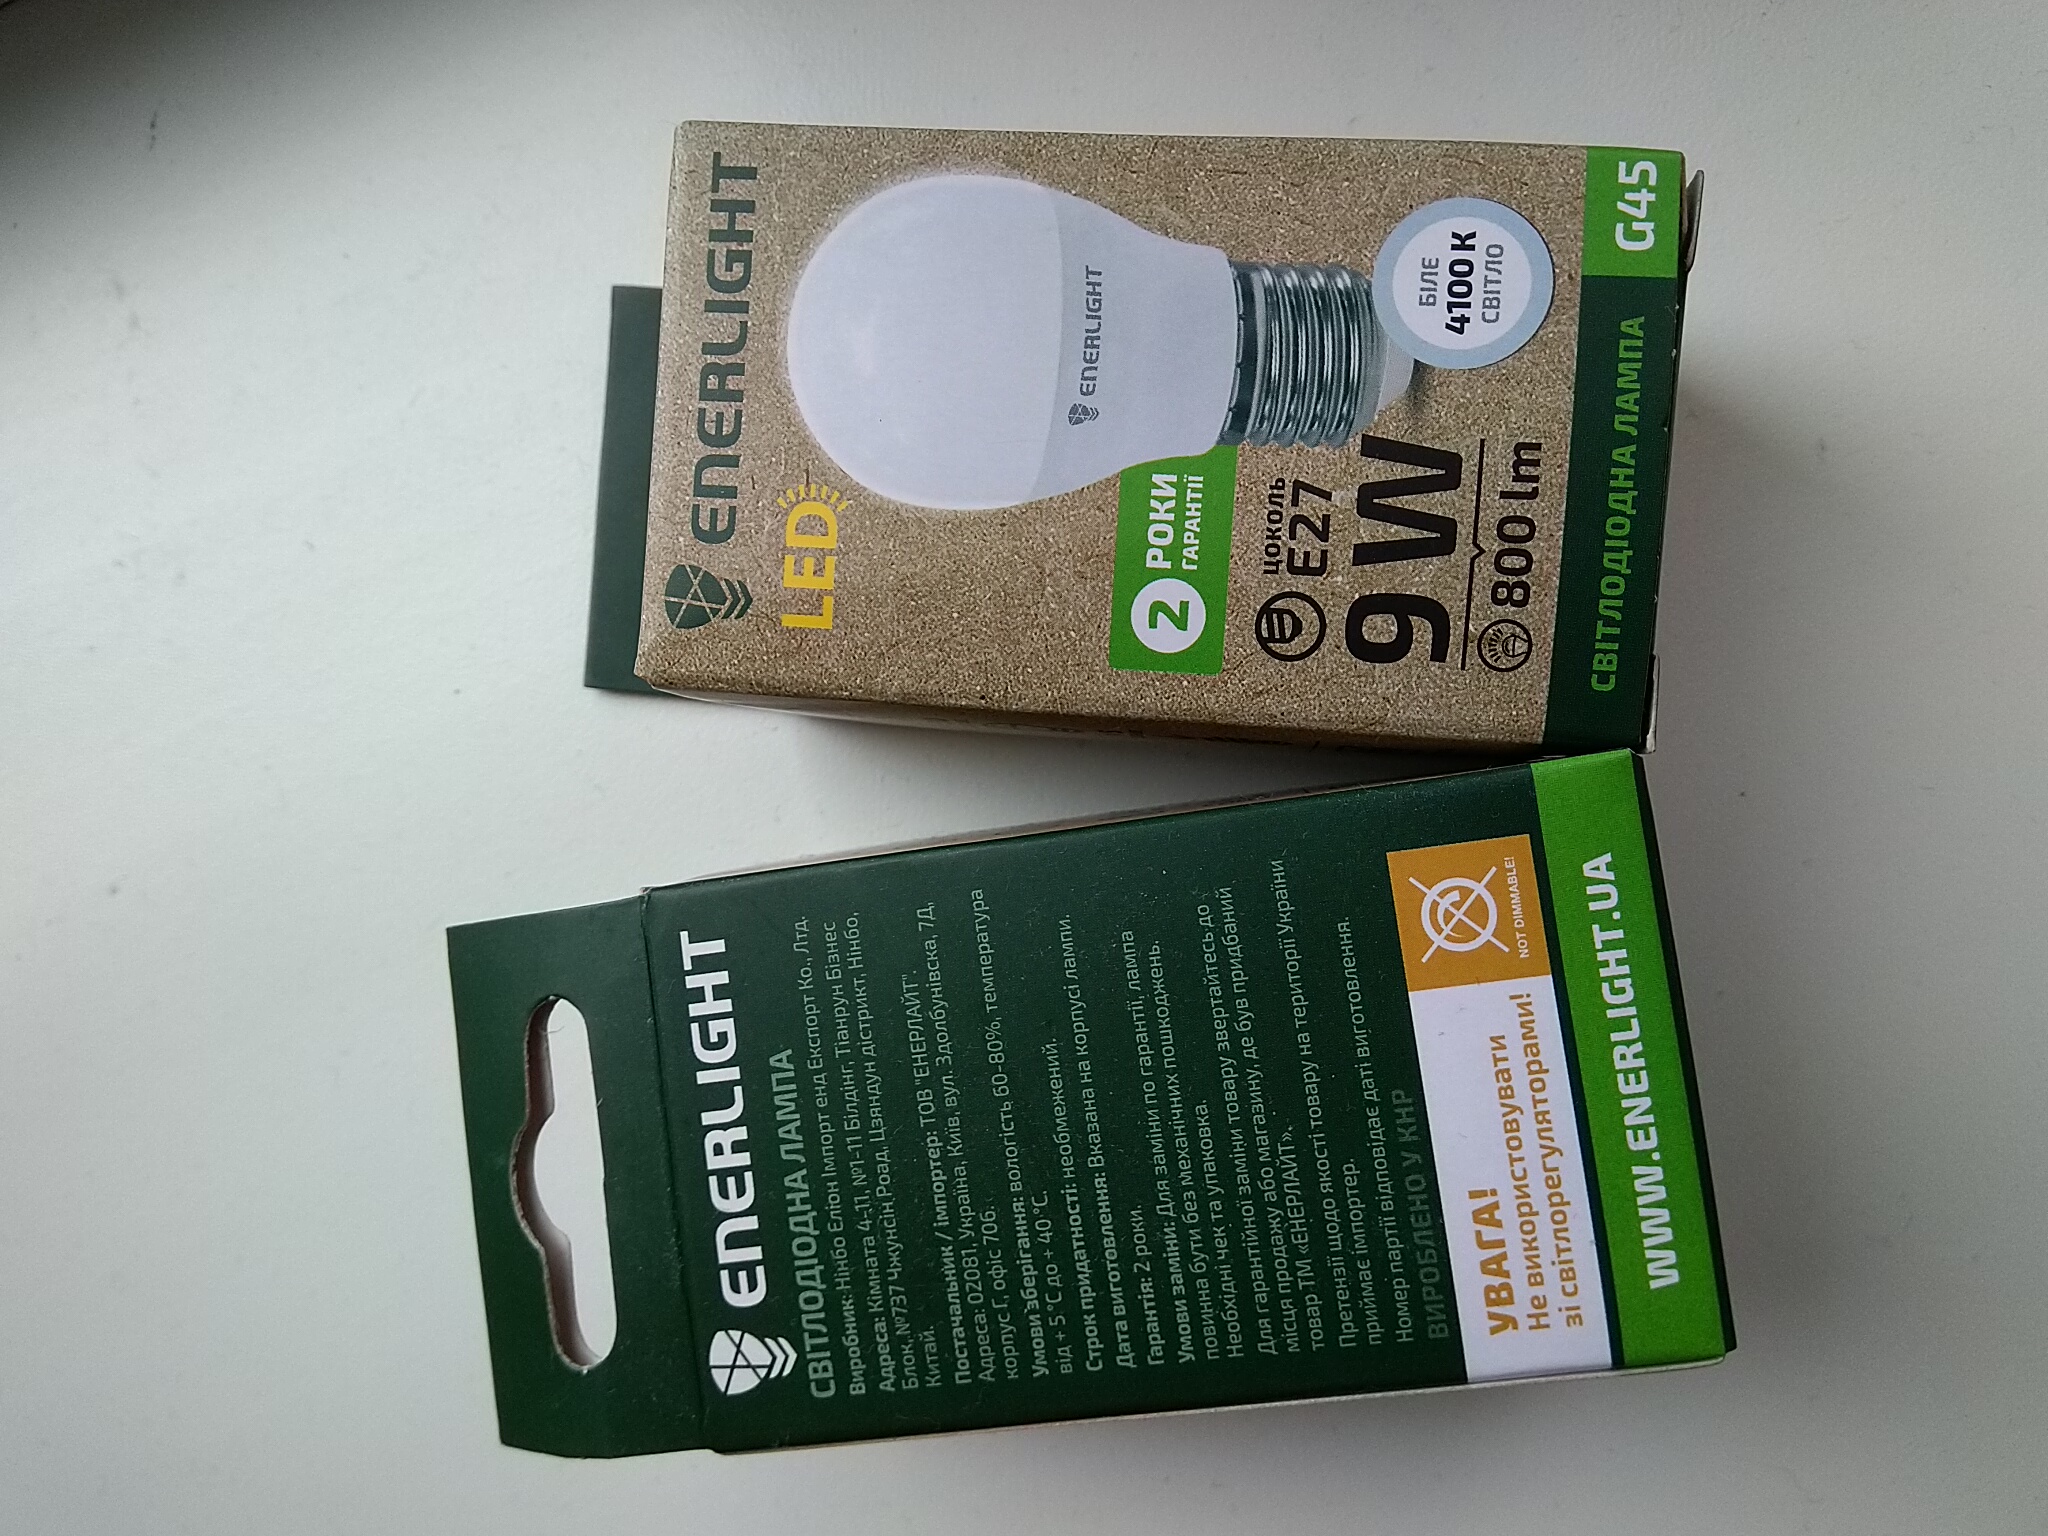 ENERLIGHT
LED
ENERLIGHT
2 РОКИ
ГАРАНТІЇ
ЦОКОЛЬ
E27
9W
800 lm
БІЛЕ
4100 K
СВІТЛО
СВІТЛОДІОДНА ЛАМПА
G45
ENERLIGHT
СВІТЛОДІОДНА ЛАМПА
Виробник: Нінбо Еліон Імпорт енд Експорт Ко., Лтд.
Адреса: Кімната 4-11, №1-11 Білдінг, Тіанрун Бізнес
Блок, №737 Чжунсін Роад, Цзяндун дістрикт, Нінбо,
Китай.
Постачальник / імпортер: ТОВ "ЕНЕРЛАЙТ".
Адреса: 02081, Україна, Київ, вул. Здолбунівська, 7Д,
корпус Г, офіс 706.
Умови зберігання: вологість 60-80%, температура
від + 5 °C до + 40 °C.
Строк придатності: необмежений.
Дата виготовлення: Вказана на корпусі лампи.
Гарантія: 2 роки.
Умови заміни: Для заміни по гарантії, лампа
повинна бути без механічних пошкоджень.
Необхідні чек та упаковка.
Для гарантійної заміни товару звертайтесь до
місця продажу або магазину, де був придбаний
товар ТМ «ЕНЕРЛАЙТ».
Претензії щодо якості товару на території України
приймає імпортер.
Номер партії відповідає даті виготовлення.
ВИРОБЛЕНО У КНР
УВАГА!
Не використовувати
зі світлорегуляторами!
NOT DIMMABLE!
WWW.ENERLIGHT.UA